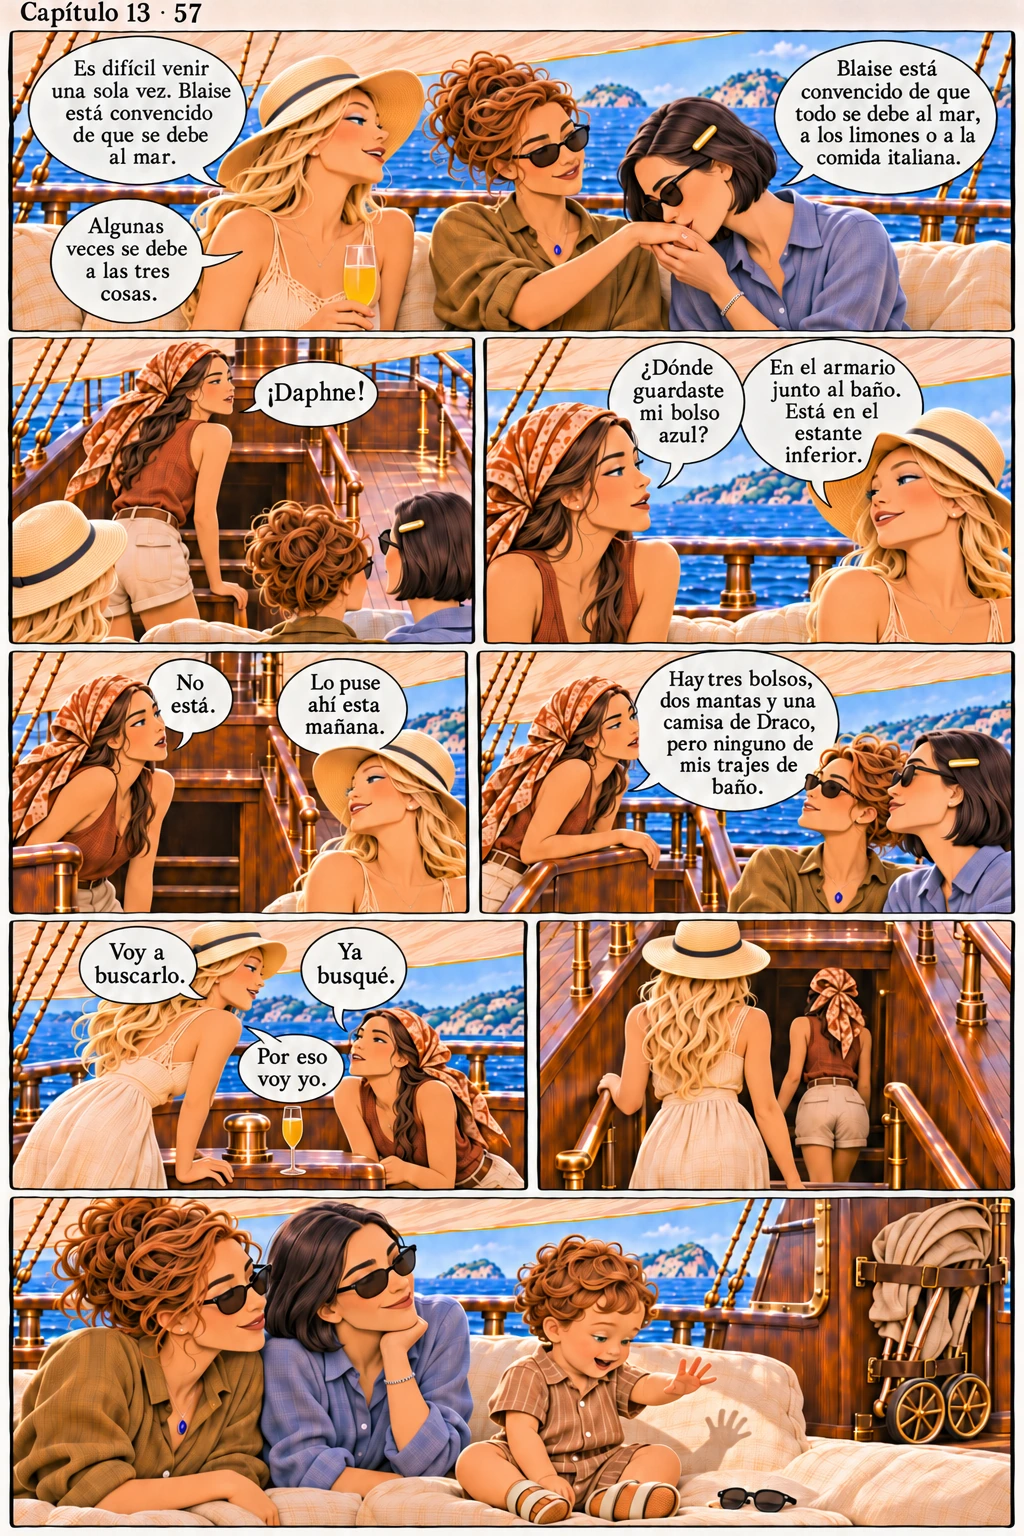 Capítulo 13 · 57
Es difícil venir
una sola vez. Blaise
está convencido
de que se debe
al mar.
Blaise está
convencido de que
todo se debe al mar,
a los limones o a la
comida italiana.
Algunas
veces se debe
a las tres
cosas.
¡Daphne!
¿Dónde
guardaste
mi bolso
azul?
En el armario
junto al baño.
Está en el
estante
inferior.
No
está.
Lo puse
ahí esta
mañana.
Hay tres bolsos,
dos mantas y una
camisa de Draco,
pero ninguno de
mis trajes de
baño.
Voy a
buscarlo.
Ya
busqué.
Por eso
voy yo.